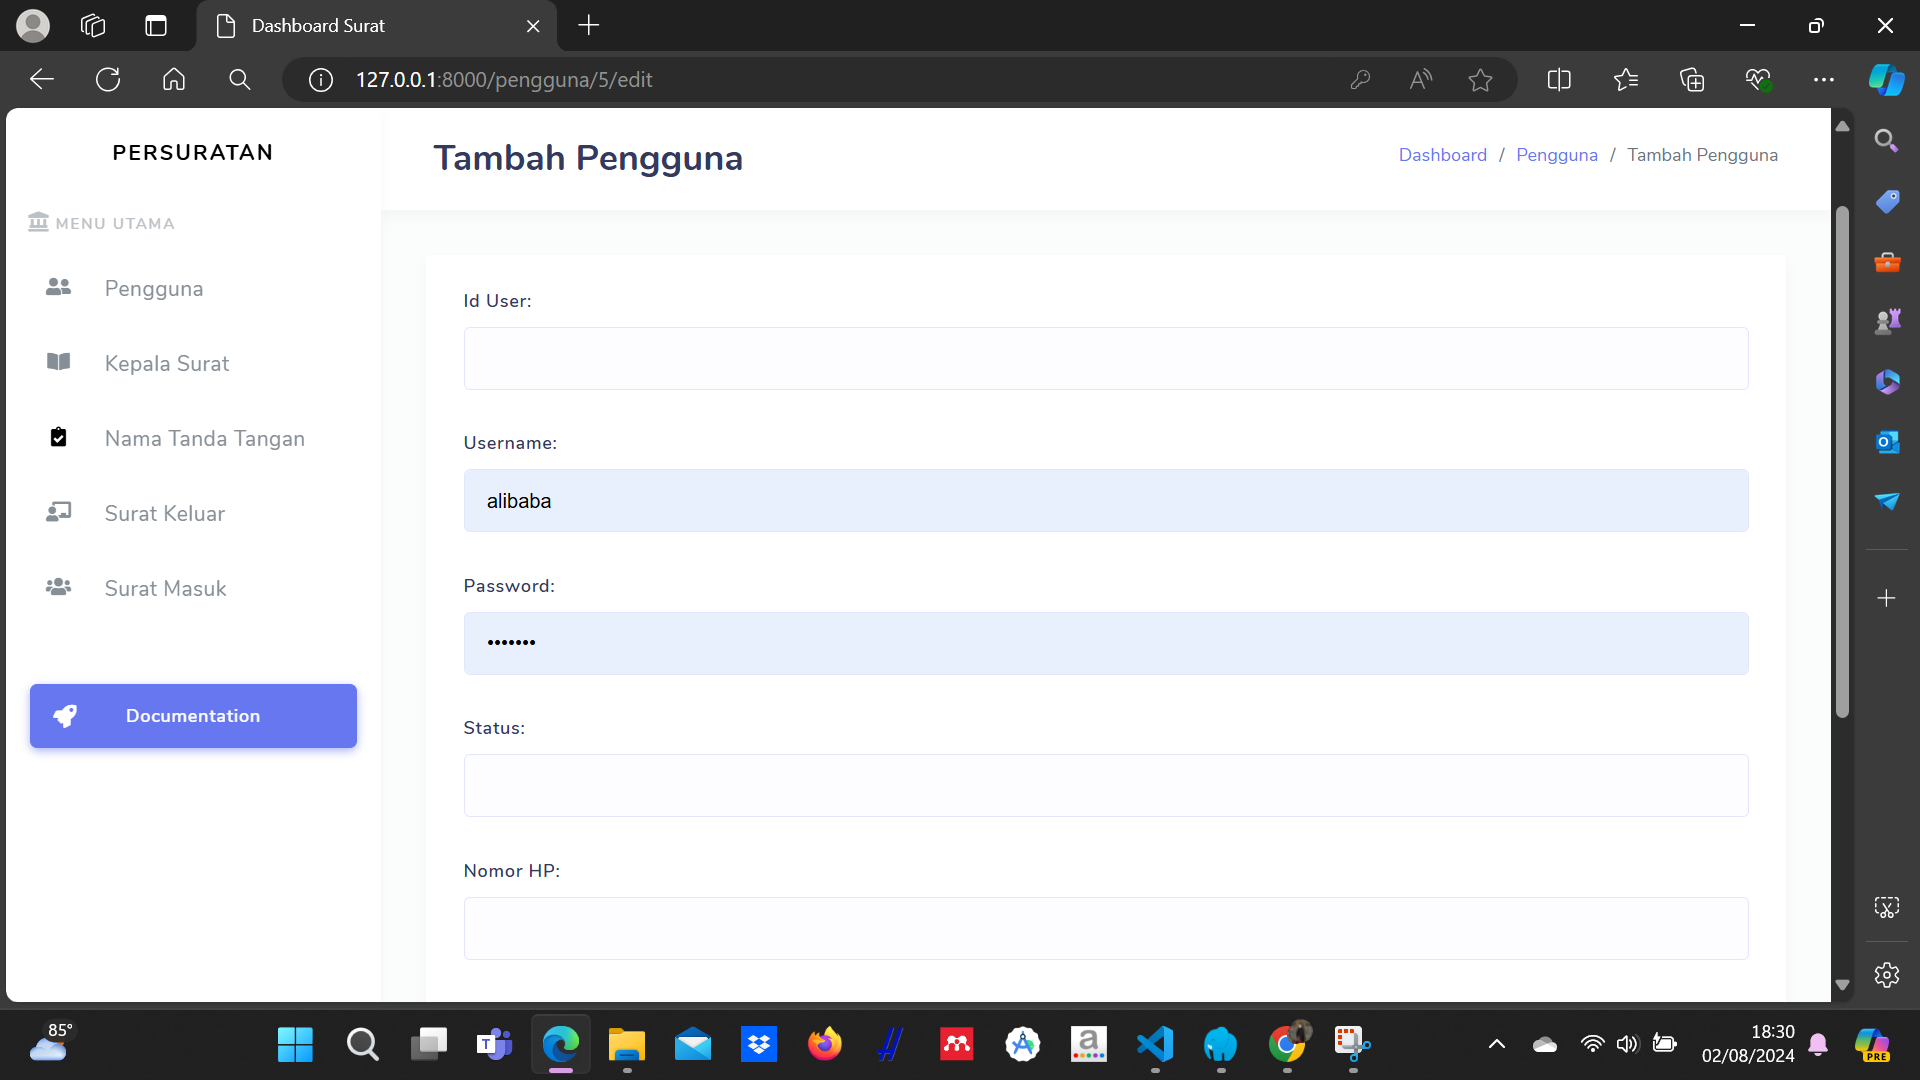 Dashboard Surat
127.0.0.1:8000/pengguna/5/edit
PERSURATAN
MENU UTAMA
Pengguna
Kepala Surat
Nama Tanda Tangan
Surat Keluar
Surat Masuk
Documentation
Tambah Pengguna
Dashboard / Pengguna / Tambah Pengguna
Id User:
Username:
alibaba
Password:
•••••••
Status:
Nomor HP:
85°
18:30
02/08/2024
PRE